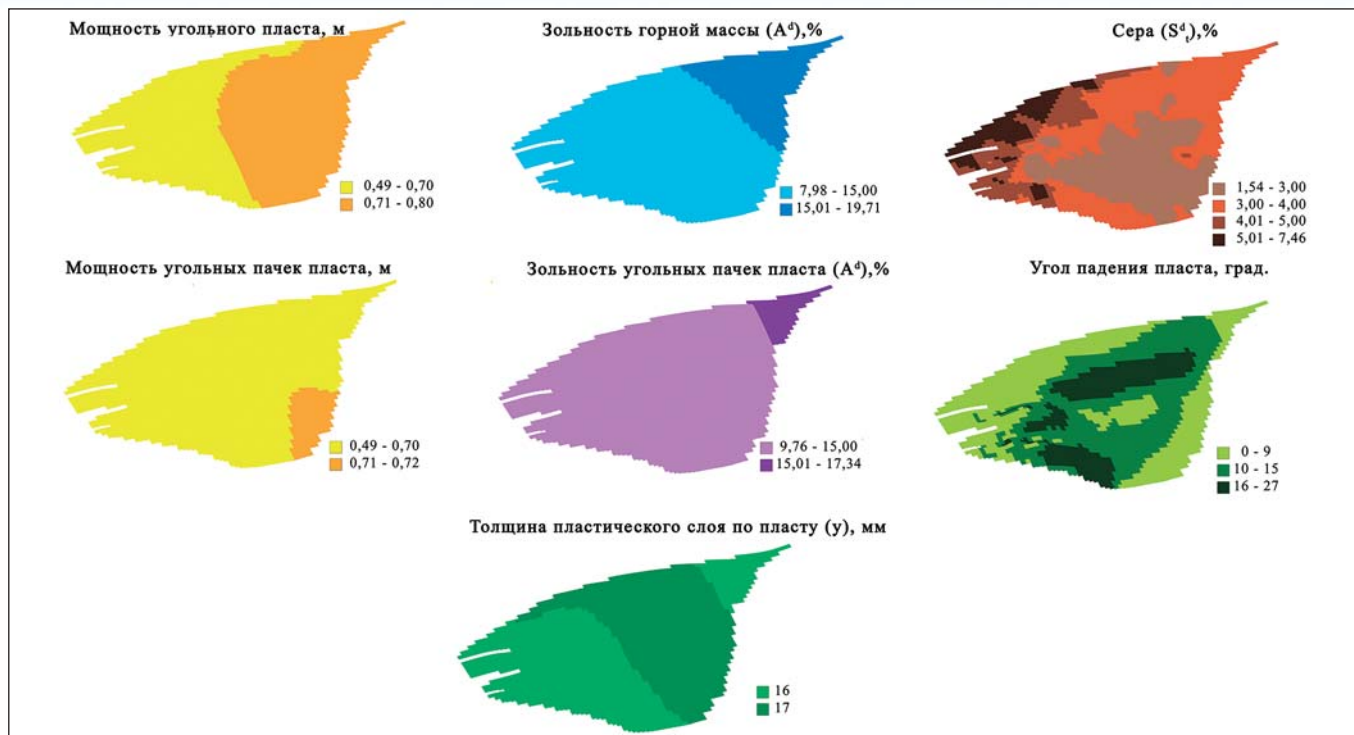 Мощность угольного пласта, м
0,49 - 0,70
0,71 - 0,80
Зольность горной массы (Aᵈ),%
7,98 - 15,00
15,01 - 19,71
Сера (Sᵈₜ),%
1,54 - 3,00
3,00 - 4,00
4,01 - 5,00
5,01 - 7,46
Мощность угольных пачек пласта, м
0,49 - 0,70
0,71 - 0,72
Зольность угольных пачек пласта (Aᵈ),%
9,76 - 15,00
15,01 - 17,34
Угол падения пласта, град.
0 - 9
10 - 15
16 - 27
Толщина пластического слоя по пласту (y), мм
16
17